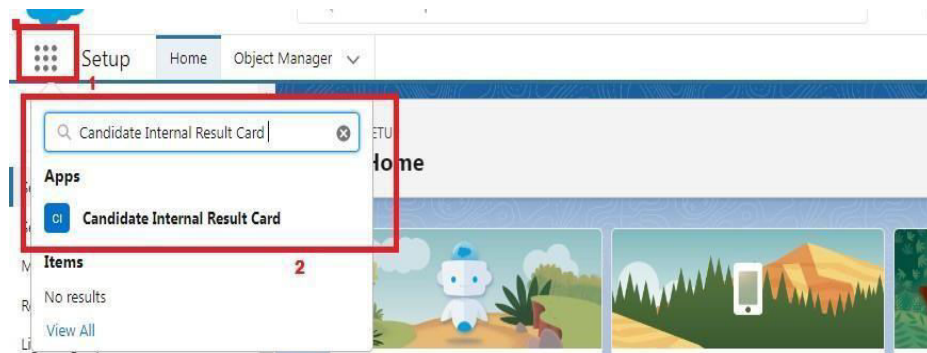 Setup
Home
Object Manager
1
Candidate Internal Result Card
Home
Apps
CI
Candidate Internal Result Card
Items
2
No results
View All